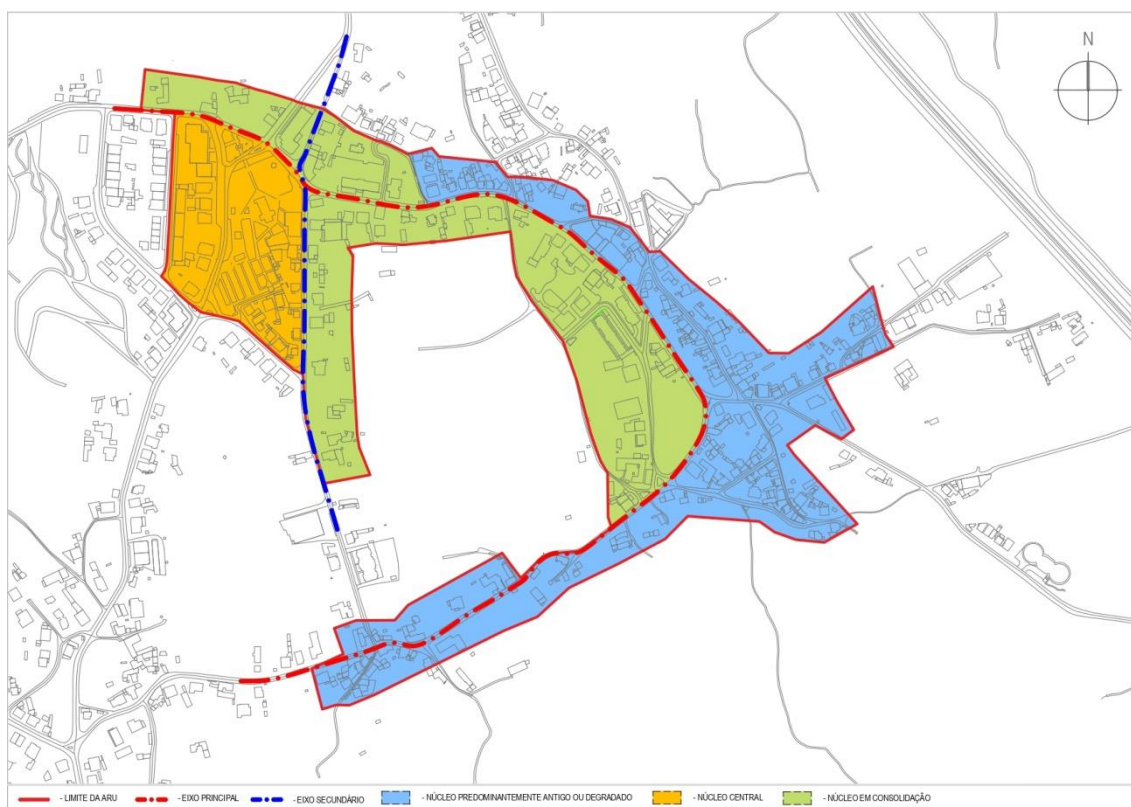 N
- LIMITE DA ARU - EIXO PRINCIPAL - EIXO SECUNDÁRIO - NÚCLEO PREDOMINANTEMENTE ANTIGO OU DEGRADADO - NÚCLEO CENTRAL - NÚCLEO EM CONSOLIDAÇÃO